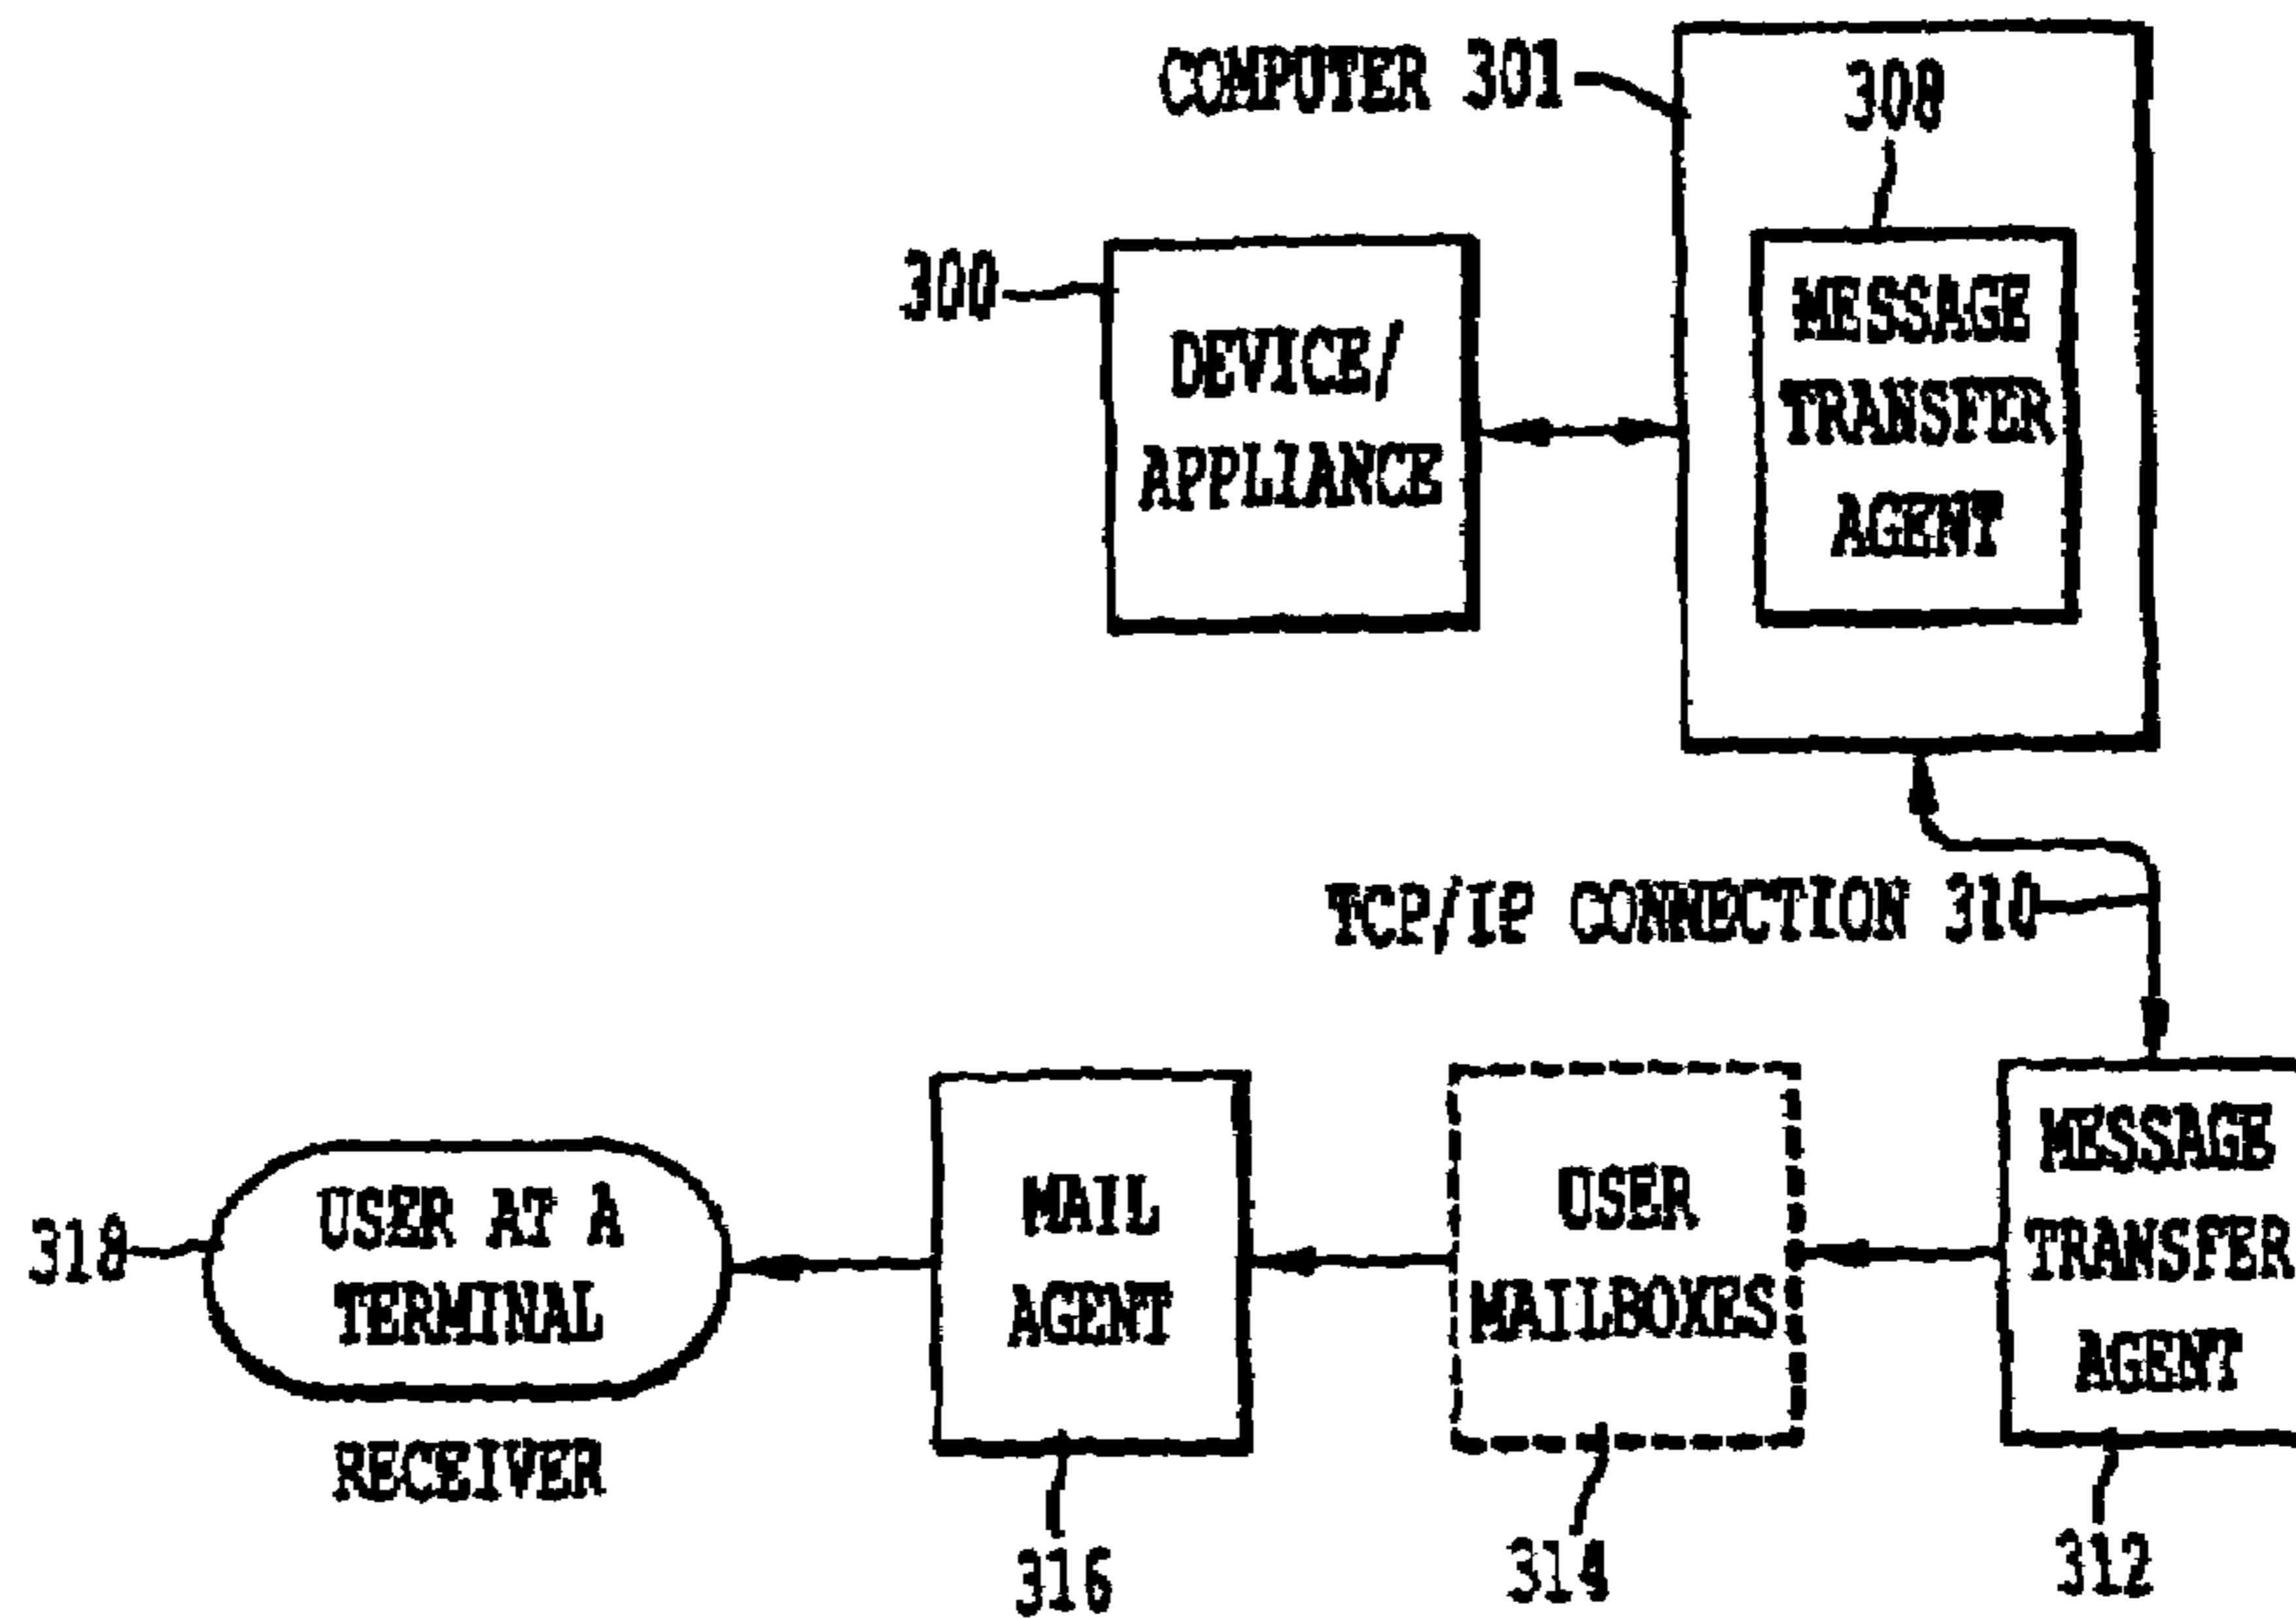 COMPUTER 301
308
300
DEVICE/
APPLIANCE
MESSAGE
TRANSFER
AGENT
TCP/IP CONNECTION 310
318
USER AT A
TERMINAL
RECEIVER
MAIL
AGENT
316
USER
MAILBOXES
314
MESSAGE
TRANSFER
AGENT
312